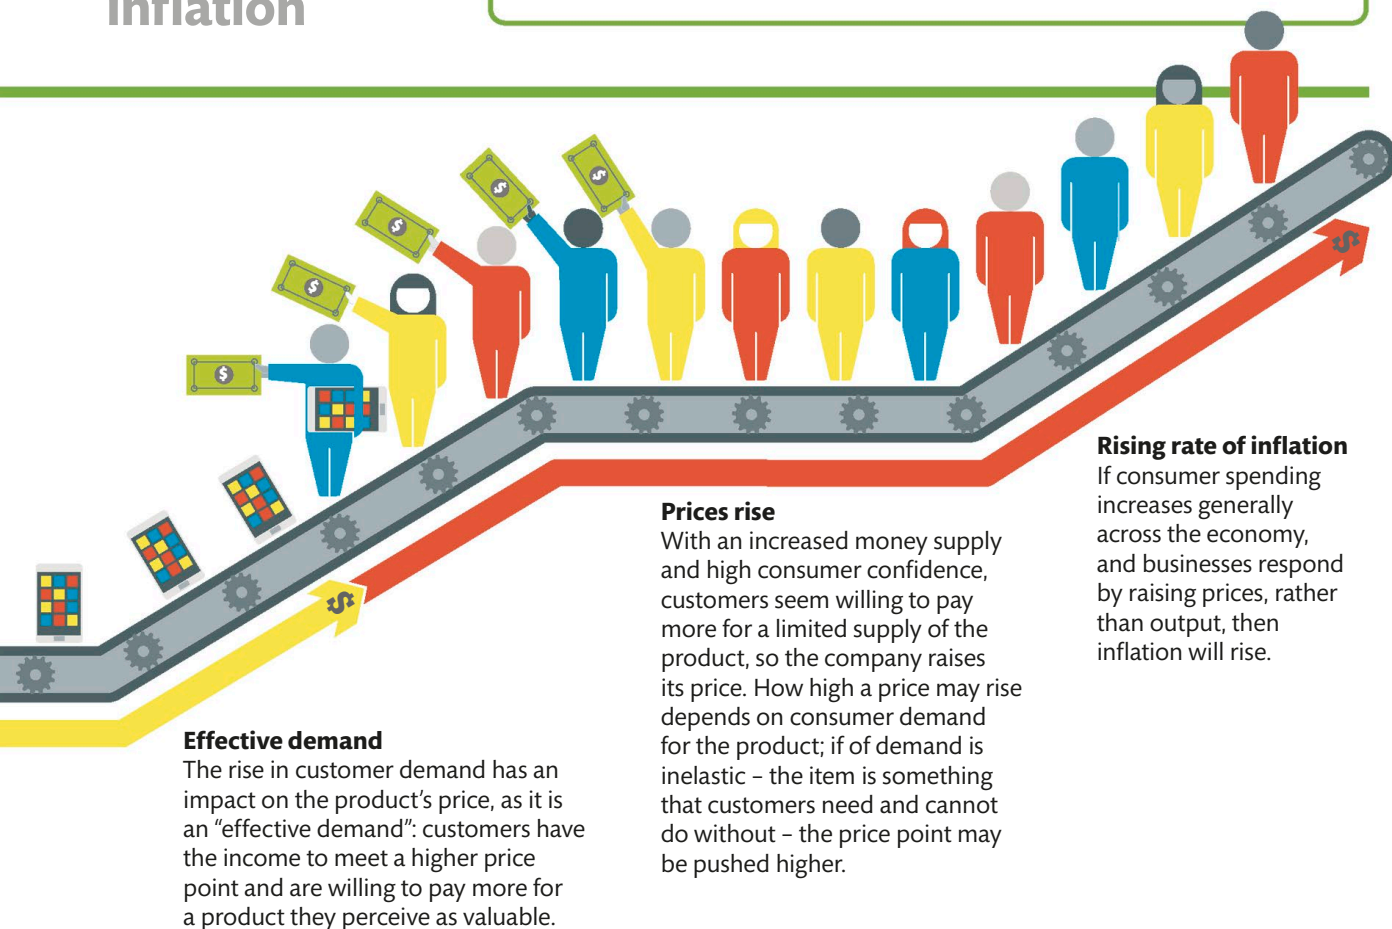 inflation
$
$
$
$
$
$
$
Effective demand
The rise in customer demand has an
impact on the product’s price, as it is
an “effective demand”: customers have
the income to meet a higher price
point and are willing to pay more for
a product they perceive as valuable.
Prices rise
With an increased money supply
and high consumer confidence,
customers seem willing to pay
more for a limited supply of the
product, so the company raises
its price. How high a price may rise
depends on consumer demand
for the product; if of demand is
inelastic – the item is something
that customers need and cannot
do without – the price point may
be pushed higher.
Rising rate of inflation
If consumer spending
increases generally
across the economy,
and businesses respond
by raising prices, rather
than output, then
inflation will rise.